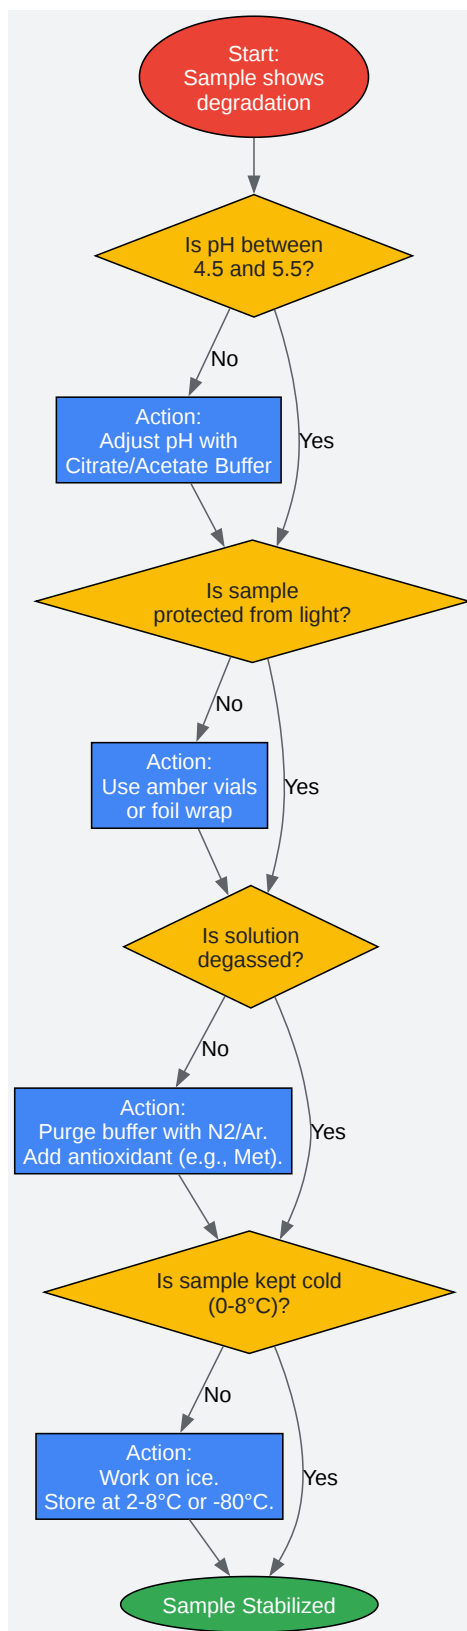 Start:
Sample shows
degradation
Is pH between
4.5 and 5.5?
No
Action:
Adjust pH with
Citrate/Acetate Buffer
Yes
Is sample
protected from light?
No
Action:
Use amber vials
or foil wrap
Yes
Is solution
degassed?
No
Action:
Purge buffer with N2/Ar.
Add antioxidant (e.g., Met).
Yes
Is sample kept cold
(0-8°C)?
No
Action:
Work on ice.
Store at 2-8°C or -80°C.
Yes
Sample Stabilized